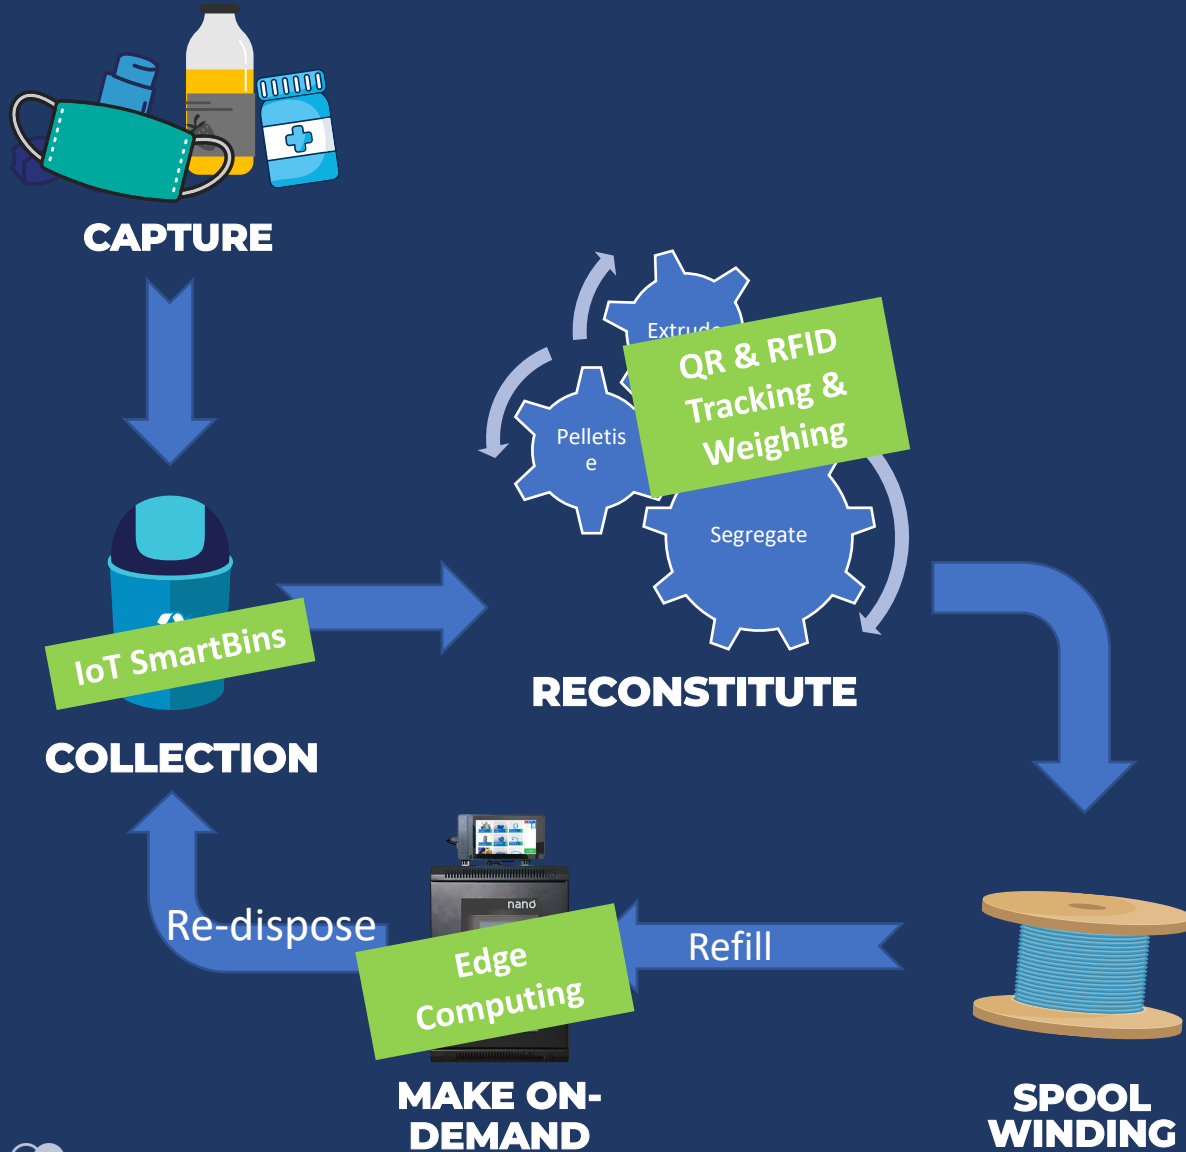 CAPTURE
QR & RFID
Tracking &
Weighing
Pelletis
e
Segregate
IoT SmartBins
RECONSTITUTE
COLLECTION
nano
Re-dispose
Refill
Edge
Computing
MAKE ON-
DEMAND
SPOOL
WINDING